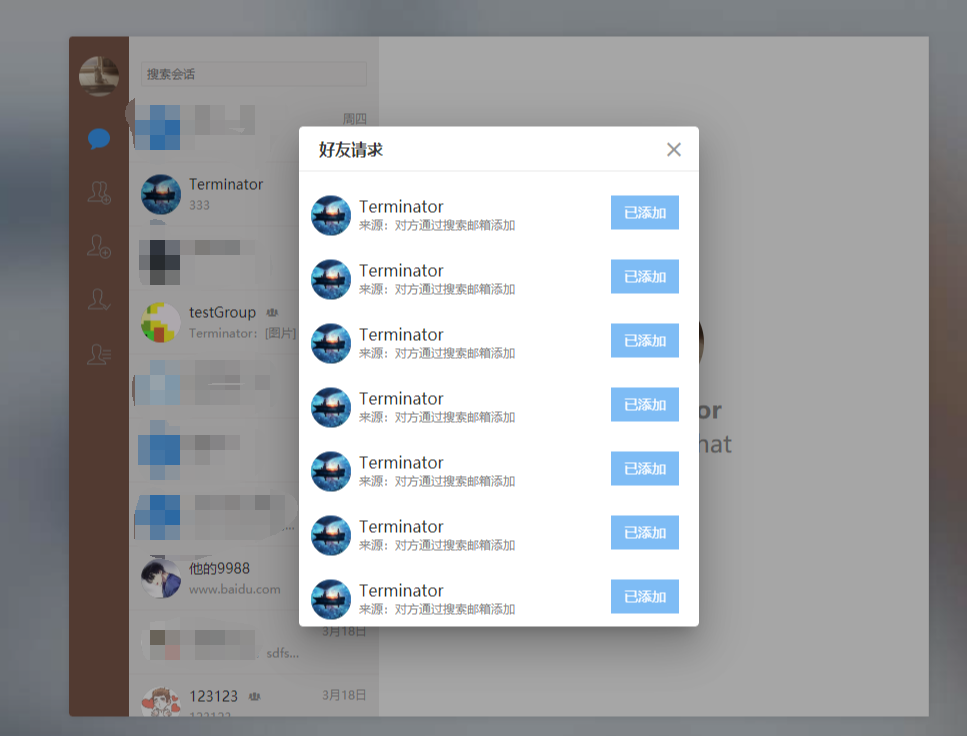 搜索会话
周四
Terminator
333
testGroup
Terminator: [图片]
...
他的9988
www.baidu.com
3月18日
sdfs...
123123
3月18日
好友请求
Terminator
来源: 对方通过搜索邮箱添加
已添加
Terminator
来源: 对方通过搜索邮箱添加
已添加
Terminator
来源: 对方通过搜索邮箱添加
已添加
Terminator
来源: 对方通过搜索邮箱添加
已添加
Terminator
来源: 对方通过搜索邮箱添加
已添加
Terminator
来源: 对方通过搜索邮箱添加
已添加
Terminator
来源: 对方通过搜索邮箱添加
已添加
or
hat